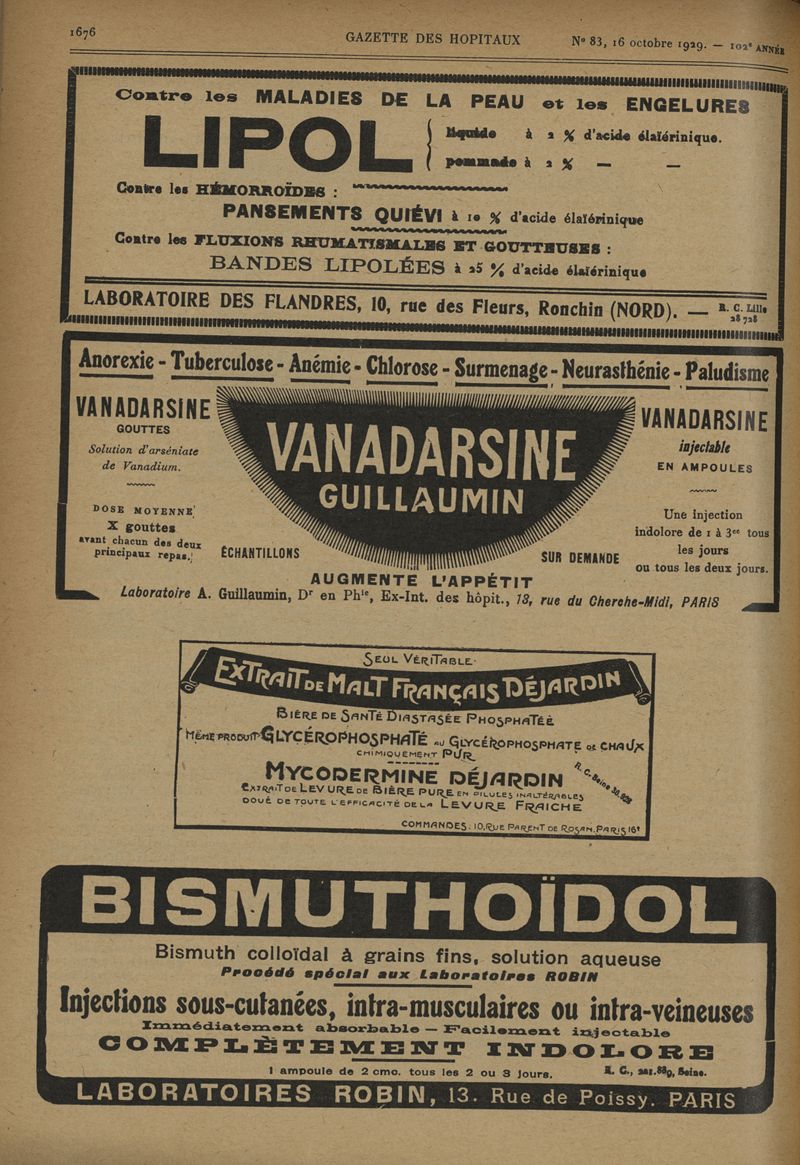 1676
GAZETTE DES HOPITAUX
N° 83, 16 octobre 1929. — 102e ANNÉE
Contre les MALADIES DE LA PEAU et les ENGELURES
LIPOL
liquide à 2 % d'acide élaïérinique.
pommade à 2 % — —
Contre les HÉMORROÏDES :
PANSEMENTS QUIÉVI à 10 % d'acide élaïérinique
Contre les FLUXIONS RHUMATISMALES ET GOUTTEUSES :
BANDES LIPOLÉES à 25 % d'acide élaïérinique
LABORATOIRE DES FLANDRES, 10, rue des Fleurs, Ronchin (NORD). — R. C. Lille
28728
Anorexie - Tuberculose - Anémie - Chlorose - Surmenage - Neurasthénie - Paludisme
VANADARSINE
GOUTTES
Solution d'arséniate
de Vanadium.
DOSE MOYENNE
X gouttes
avant chacun des deux
principaux repas.
VANADARSINE
GUILLAUMIN
ÉCHANTILLONS
SUR DEMANDE
VANADARSINE
injectable
EN AMPOULES
Une injection
indolore de 1 à 3cc tous
les jours
ou tous les deux jours.
AUGMENTE L'APPÉTIT
Laboratoire A. Guillaumin, Dr en Phie, Ex-Int. des hôpit., 13, rue du Cherche-Midi, PARIS
SEUL VÉRITABLE
EXTRAIT DE MALT FRANÇAIS DÉJARDIN
BIÈRE DE SANTÉ DIASTASÉE PHOSPHATÉE
MÊME PRODUIT GLYCÉROPHOSPHATÉ AU GLYCÉROPHOSPHATE DE CHAUX
CHIMIQUEMENT PUR
MYCODERMINE DÉJARDIN
R. C. Seine
EXTRAIT DE LEVURE DE BIÈRE PURE EN PILULES INALTÉRABLES
DOUÉ DE TOUTE L'EFFICACITÉ DE LA LEVURE FRAICHE
COMMANDES : 10, RUE PARENT DE ROSAN, PARIS 16e
BISMUTHOÏDOL
Bismuth colloïdal à grains fins, solution aqueuse
Procédé spécial aux Laboratoires ROBIN
Injections sous-cutanées, intra-musculaires ou intra-veineuses
Immédiatement absorbable — Facilement injectable
COMPLÈTEMENT INDOLORE
1 ampoule de 2 cmc. tous les 2 ou 3 jours.
R. C., 221.889, Seine.
LABORATOIRES ROBIN, 13. Rue de Poissy. PARIS